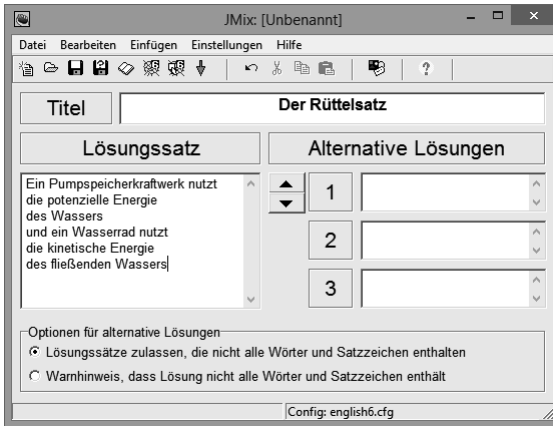 JMix: [Unbenannt]
Datei Bearbeiten Einfügen Einstellungen Hilfe
Titel
Der Rüttelsatz
Lösungssatz
Alternative Lösungen
Ein Pumpspeicherkraftwerk nutzt
die potenzielle Energie
des Wassers
und ein Wasserrad nutzt
die kinetische Energie
des fließenden Wassers
1
2
3
Optionen für alternative Lösungen
Lösungssätze zulassen, die nicht alle Wörter und Satzzeichen enthalten
Warnhinweis, dass Lösung nicht alle Wörter und Satzzeichen enthält
Config: english6.cfg